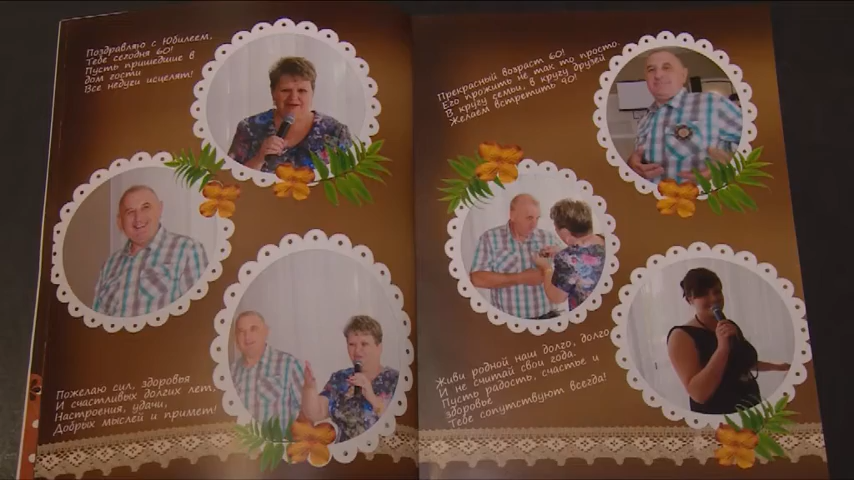 Поздравляю с Юбилеем,
Тебе сегодня 60!
Пусть пришедшие в
дом гости
Все недуги исцелят!
Пожелаю сил, здоровья
И счастливых долгих лет,
Настроения, удачи,
Добрых мыслей и примет!
Прекрасный возраст 60!
Его прожить не так то просто
В кругу семьи, в кругу друзей
Желаем встретить 90!
Живи родной наш долго, долго
И не считай свои года.
Пусть радость, счастье и
здоровье
Тебе сопутствуют всегда!